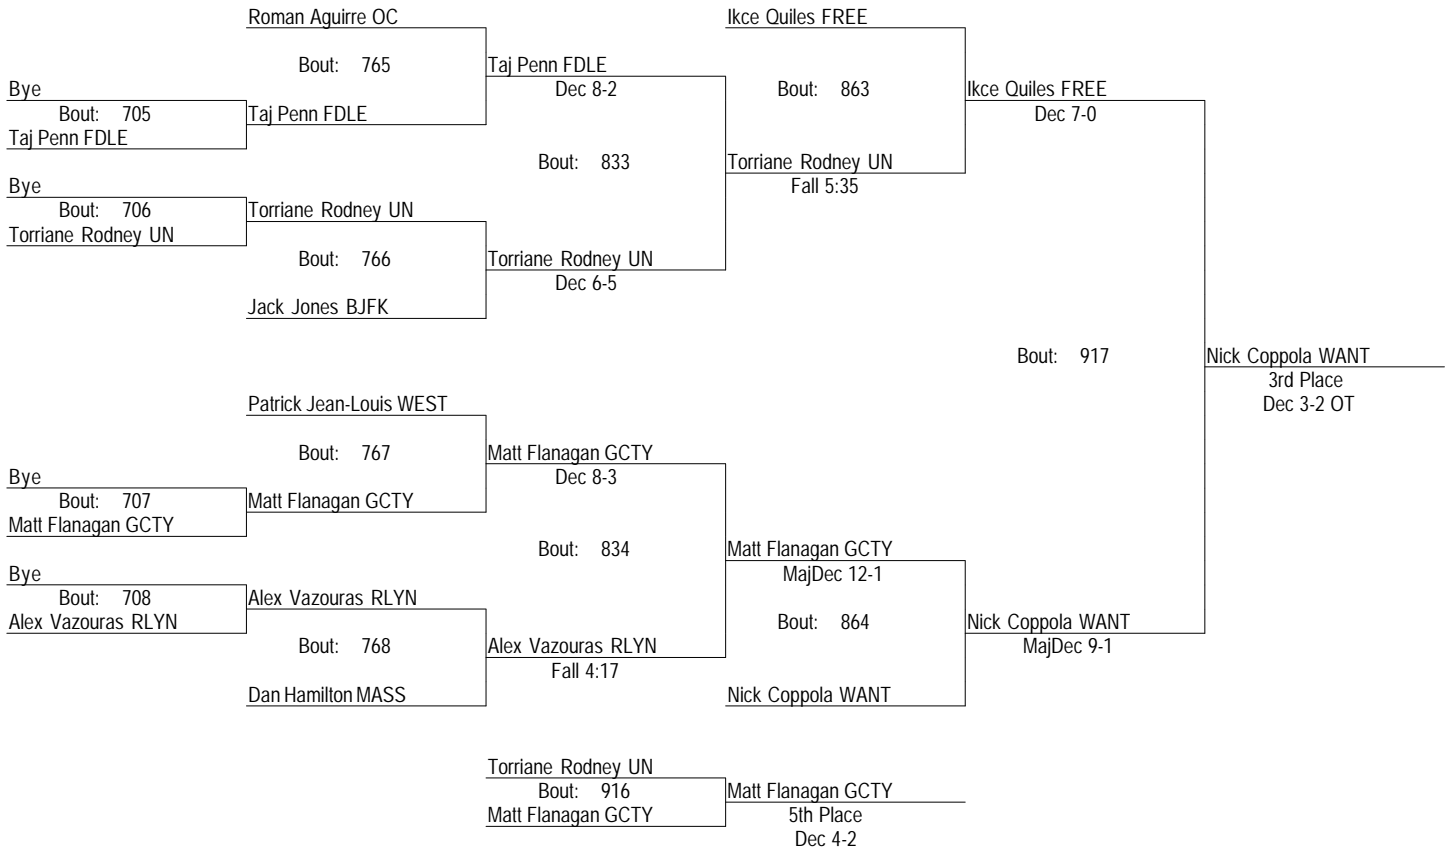 Roman Aguirre OC
Ikce Quiles FREE
Bout: 765
Taj Penn FDLE
Bye
Dec 8-2
Bout: 863
Ikce Quiles FREE
Bout: 705
Taj Penn FDLE
Dec 7-0
Taj Penn FDLE
Bout: 833
Torriane Rodney UN
Bye
Fall 5:35
Bout: 706
Torriane Rodney UN
Torriane Rodney UN
Bout: 766
Torriane Rodney UN
Dec 6-5
Jack Jones BJFK
Bout: 917
Nick Coppola WANT
3rd Place
Dec 3-2 OT
Patrick Jean-Louis WEST
Bout: 767
Matt Flanagan GCTY
Bye
Dec 8-3
Bout: 707
Matt Flanagan GCTY
Matt Flanagan GCTY
Bout: 834
Matt Flanagan GCTY
Bye
MajDec 12-1
Bout: 708
Alex Vazouras RLYN
Alex Vazouras RLYN
Bout: 864
Nick Coppola WANT
Bout: 768
Alex Vazouras RLYN
MajDec 9-1
Fall 4:17
Dan Hamilton MASS
Nick Coppola WANT
Torriane Rodney UN
Bout: 916
Matt Flanagan GCTY
Matt Flanagan GCTY
5th Place
Dec 4-2